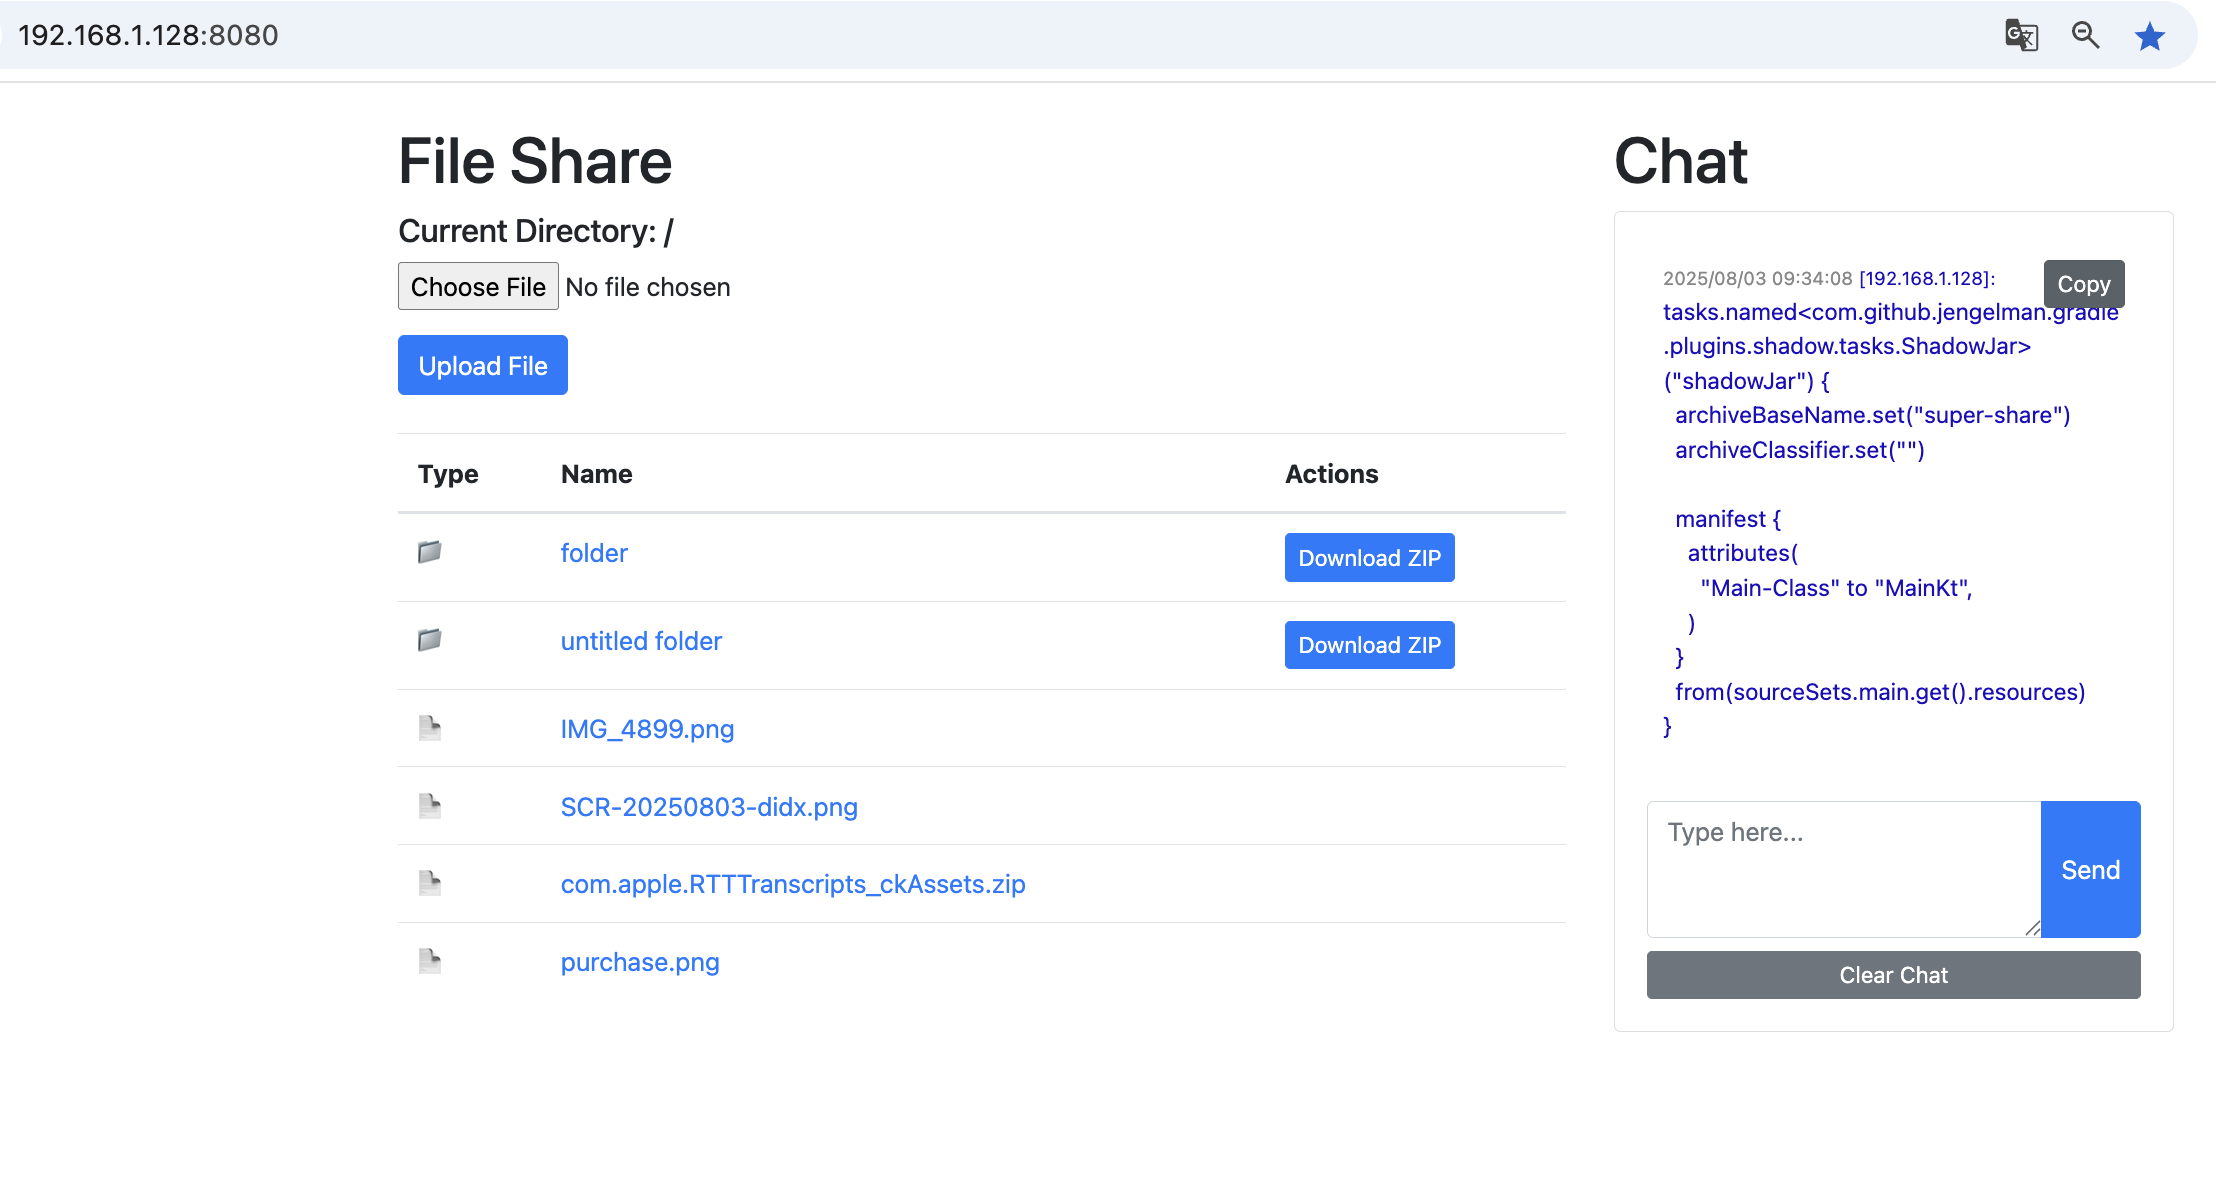 192.168.1.128:8080
File Share
Current Directory: /
Choose File No file chosen
Upload File
Type Name Actions
folder Download ZIP
untitled folder Download ZIP
IMG_4899.png
SCR-20250803-didx.png
com.apple.RTTTranscripts_ckAssets.zip
purchase.png
Chat
2025/08/03 09:34:08 [192.168.1.128]:
Copy
tasks.named<com.github.jengelman.gradle
.plugins.shadow.tasks.ShadowJar>
("shadowJar") {
  archiveBaseName.set("super-share")
  archiveClassifier.set("")
  manifest {
    attributes(
      "Main-Class" to "MainKt",
    )
  }
  from(sourceSets.main.get().resources)
}
Type here...
Send
Clear Chat